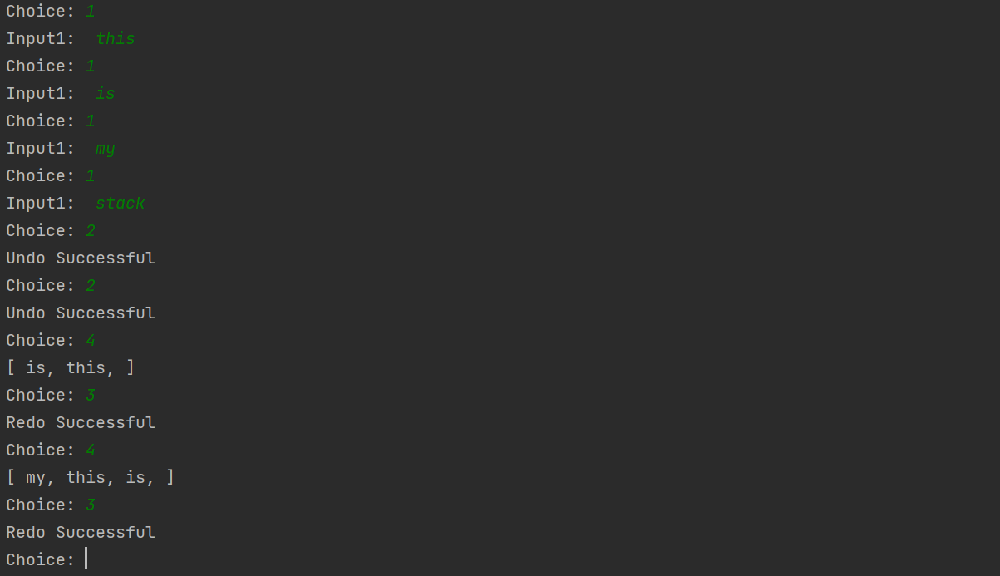 Choice: 1
Input1:  this
Choice: 1
Input1:  is
Choice: 1
Input1:  my
Choice: 1
Input1:  stack
Choice: 2
Undo Successful
Choice: 2
Undo Successful
Choice: 4
[ is, this, ]
Choice: 3
Redo Successful
Choice: 4
[ my, this, is, ]
Choice: 3
Redo Successful
Choice: